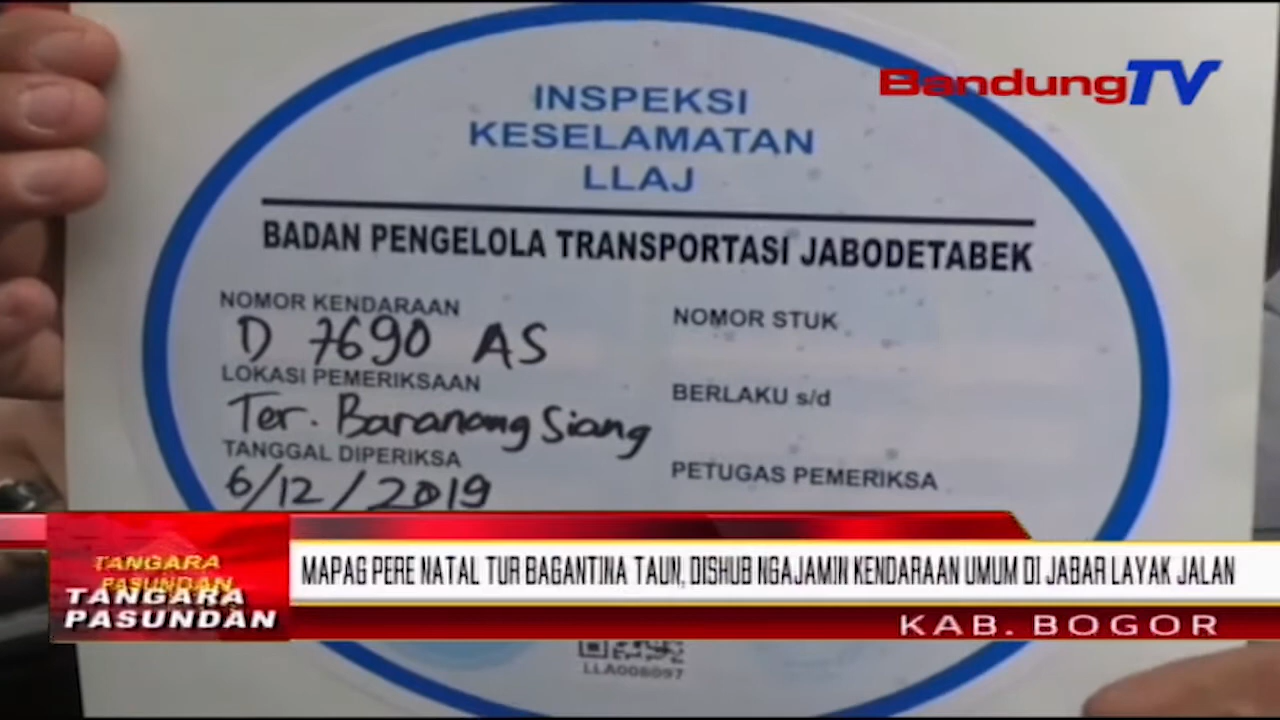 BandungTV
INSPEKSI
KESELAMATAN
LLAJ
BADAN PENGELOLA TRANSPORTASI JABODETABEK
NOMOR KENDARAAN
D 7690 AS
LOKASI PEMERIKSAAN
Ter. Baranangsiang
TANGGAL DIPERIKSA
6/12/2019
NOMOR STUK
BERLAKU s/d
PETUGAS PEMERIKSA
TANGARA
PASUNDAN
TANGARA
PASUNDAN
MAPAG PERE NATAL TUR BAGANTINA TAUN, DISHUB NGAJAMIN KENDARAAN UMUM DI JABAR LAYAK JALAN
KAB. BOGOR
LLA008097